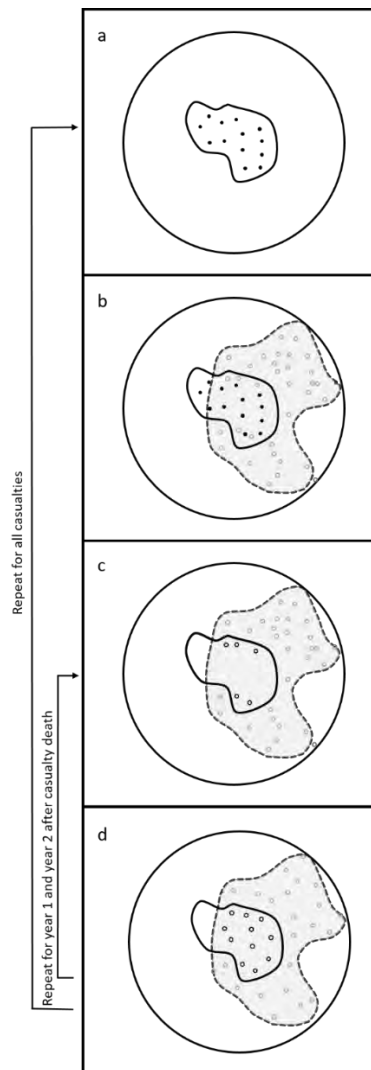 a
b
c
d
Repeat for all casualties
Repeat for year 1 and year 2 after casualty death